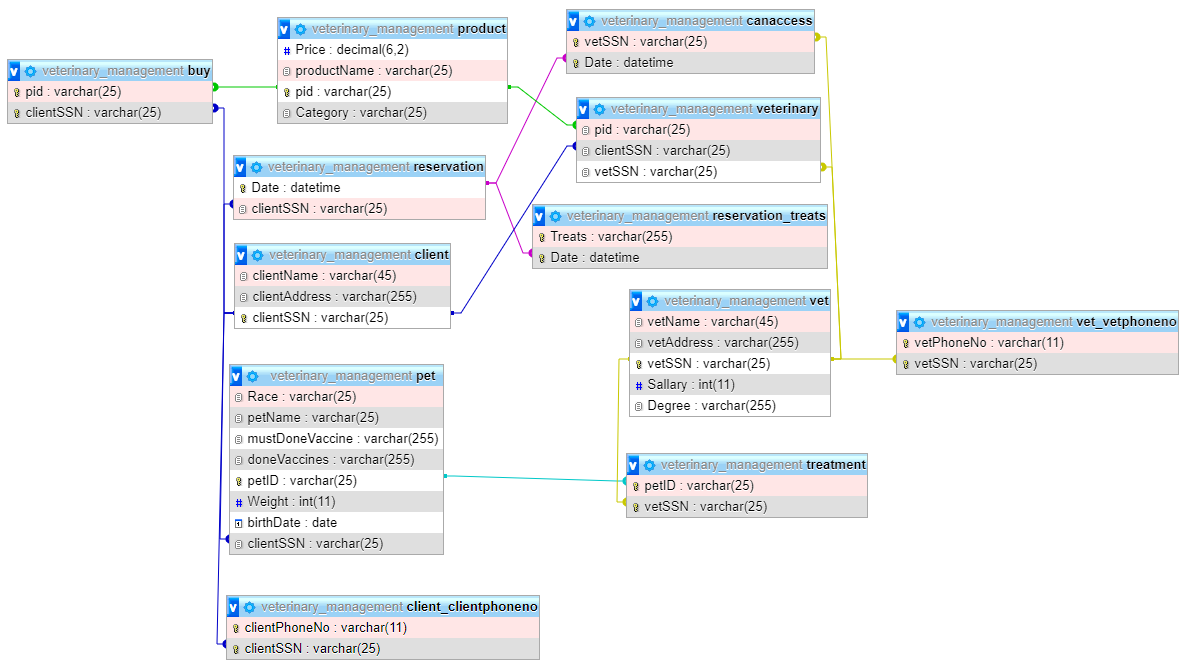 v veterinary_management buy
pid : varchar(25)
clientSSN : varchar(25)
v veterinary_management product
# Price : decimal(6,2)
productName : varchar(25)
pid : varchar(25)
Category : varchar(25)
v veterinary_management canaccess
vetSSN : varchar(25)
Date : datetime
v veterinary_management veterinary
pid : varchar(25)
clientSSN : varchar(25)
vetSSN : varchar(25)
v veterinary_management reservation
Date : datetime
clientSSN : varchar(25)
v veterinary_management reservation_treats
Treats : varchar(255)
Date : datetime
v veterinary_management client
clientName : varchar(45)
clientAddress : varchar(255)
clientSSN : varchar(25)
v veterinary_management vet
vetName : varchar(45)
vetAddress : varchar(255)
vetSSN : varchar(25)
# Sallary : int(11)
Degree : varchar(255)
v veterinary_management vet_vetphoneno
vetPhoneNo : varchar(11)
vetSSN : varchar(25)
v veterinary_management pet
Race : varchar(25)
petName : varchar(25)
mustDoneVaccine : varchar(255)
doneVaccines : varchar(255)
petID : varchar(25)
# Weight : int(11)
birthDate : date
clientSSN : varchar(25)
v veterinary_management treatment
petID : varchar(25)
vetSSN : varchar(25)
v veterinary_management client_clientphoneno
clientPhoneNo : varchar(11)
clientSSN : varchar(25)